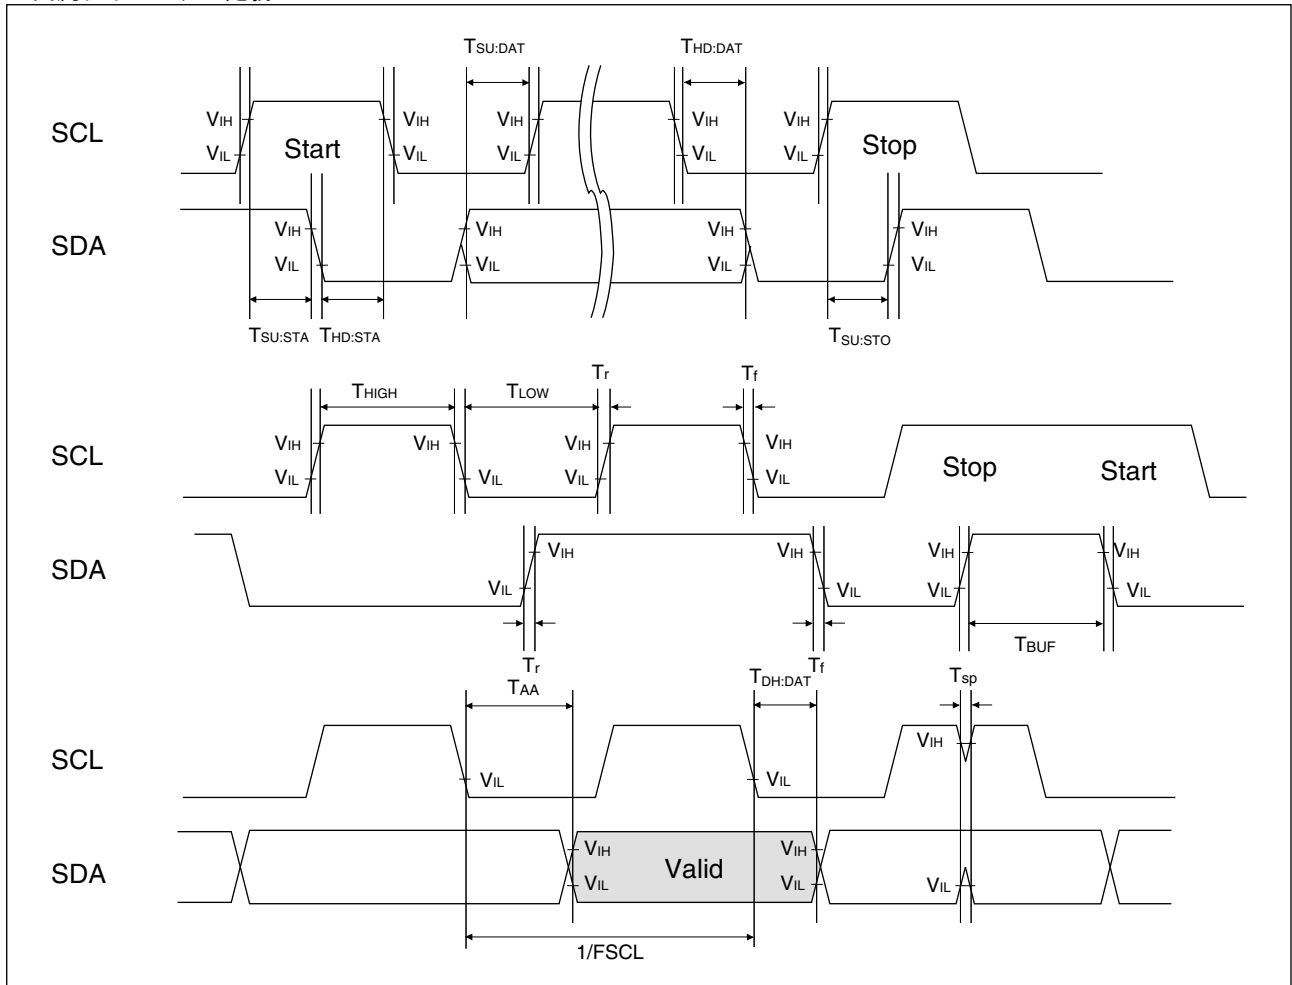 TSU:DAT THD:DAT
SCL VIH VIH VIH VIH VIH
Start Stop
VIL VIL VIL VIL VIL
SDA VIH VIH VIH VIH
VIL VIL VIL VIL
TSU:STA THD:STA TSU:STO
THIGH TLOW Tr Tf
SCL VIH VIH VIH VIH
Stop Start
VIL VIL VIL VIL
SDA VIH VIH VIH VIH
VIL VIL VIL VIL
Tr Tf TBUF
TAA TDH:DAT Tsp
SCL VIH
VIL VIL
SDA VIH Valid VIH
VIL VIL VIL
1/FSCL